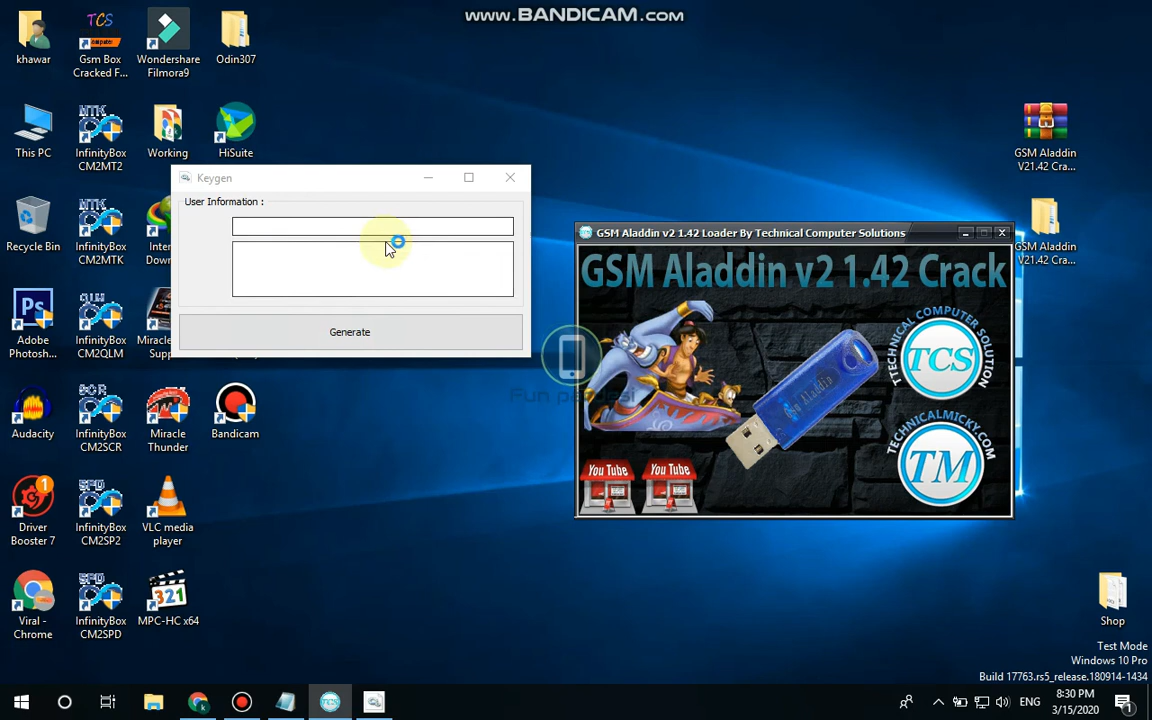 www.BANDICAM.com
khawar
Gsm Box
Cracked F...
Wondershare
Filmora9
Odin307
This PC
InfinityBox
CM2MT2
Working
HiSuite
GSM Aladdin
V21.42 Cra...
Keygen
User Information :
Generate
Recycle Bin
InfinityBox
CM2MTK
Inter
Down
GSM Aladdin
V21.42 Cra...
GSM Aladdin v2 1.42 Loader By Technical Computer Solutions
GSM Aladdin v2 1.42 Crack
TECHNICAL COMPUTER SOLUTION
TCS
TECHNICALMICKY.COM
TM
You Tube
You Tube
Adobe
Photosh...
InfinityBox
CM2QLM
Miracle
Supp
Audacity
InfinityBox
CM2SCR
Miracle
Thunder
Bandicam
Driver
Booster 7
InfinityBox
CM2SP2
VLC media
player
Viral -
Chrome
InfinityBox
CM2SPD
MPC-HC x64
Shop
Test Mode
Windows 10 Pro
Build 17763.rs5_release.180914-1434
ENG
8:30 PM
3/15/2020